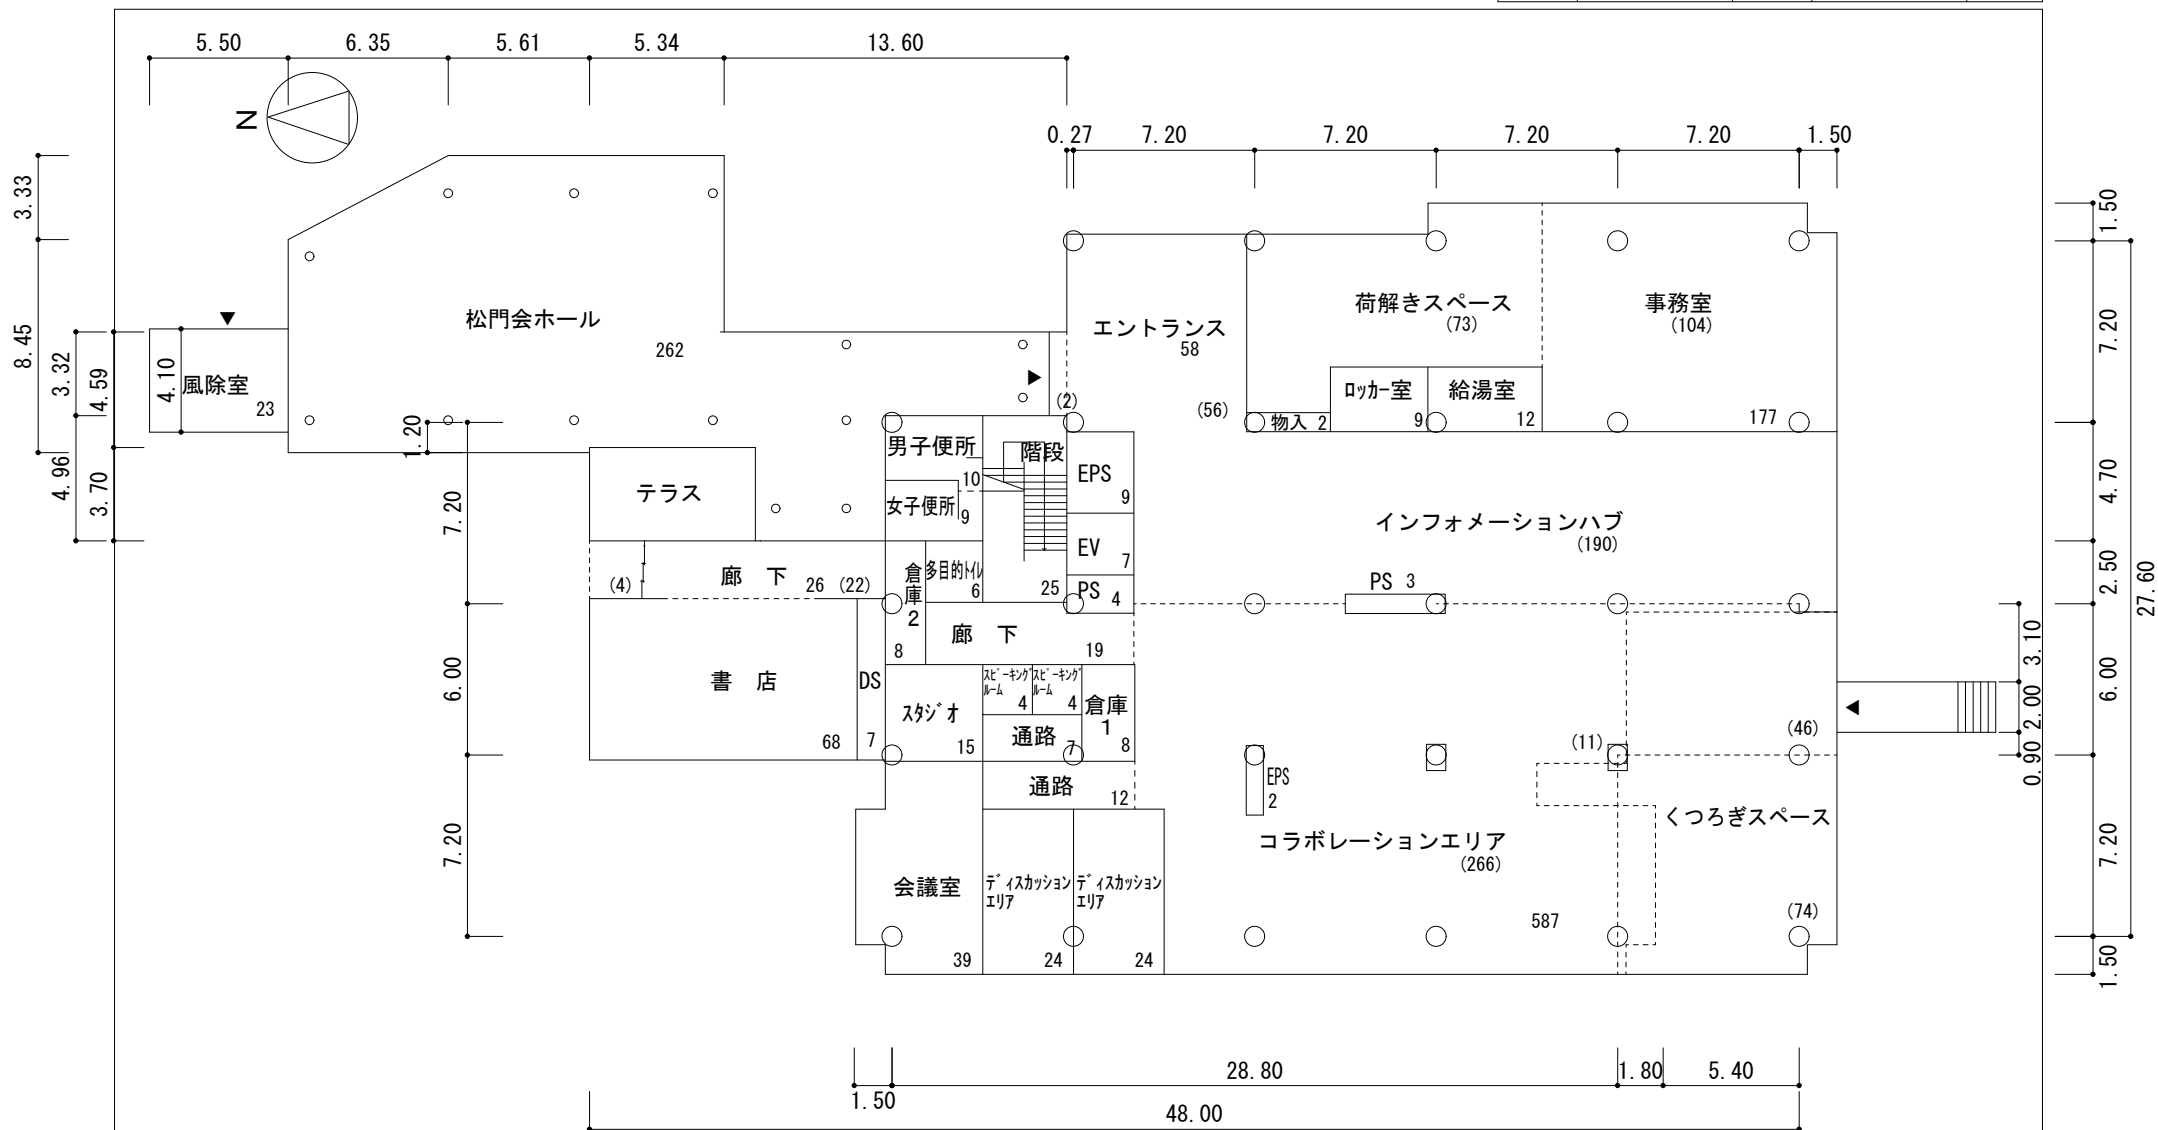 5.50
6.35
5.61
5.34
13.60
N
0.27
7.20
7.20
7.20
7.20
1.50
3.33
8.45
3.32
4.96
4.59
3.70
4.10
1.20
7.20
6.00
7.20
1.50
7.20
4.70
2.50
6.00
7.20
1.50
27.60
3.10
2.00
0.90
松門会ホール
262
風除室
23
エントランス
58
(56)
(2)
荷解きスペース
(73)
事務室
(104)
ロッカー室
9
給湯室
12
物入 2
177
男子便所
10
女子便所
9
階段
25
EPS
9
EV
7
PS 4
テラス
インフォメーションハブ
(190)
PS 3
廊 下
(4)
26 (22)
倉庫2
8
多目的トイレ
6
廊 下
19
書 店
68
DS
7
スタジオ
15
スピーキング
ルーム
4
スピーキング
ルーム
4
倉庫
1
8
通路
7
通路
12
EPS
2
(11)
(46)
くつろぎスペース
コラボレーションエリア
(266)
会議室
39
ディスカッション
エリア
24
ディスカッション
エリア
24
587
(74)
28.80
1.80
5.40
1.50
48.00